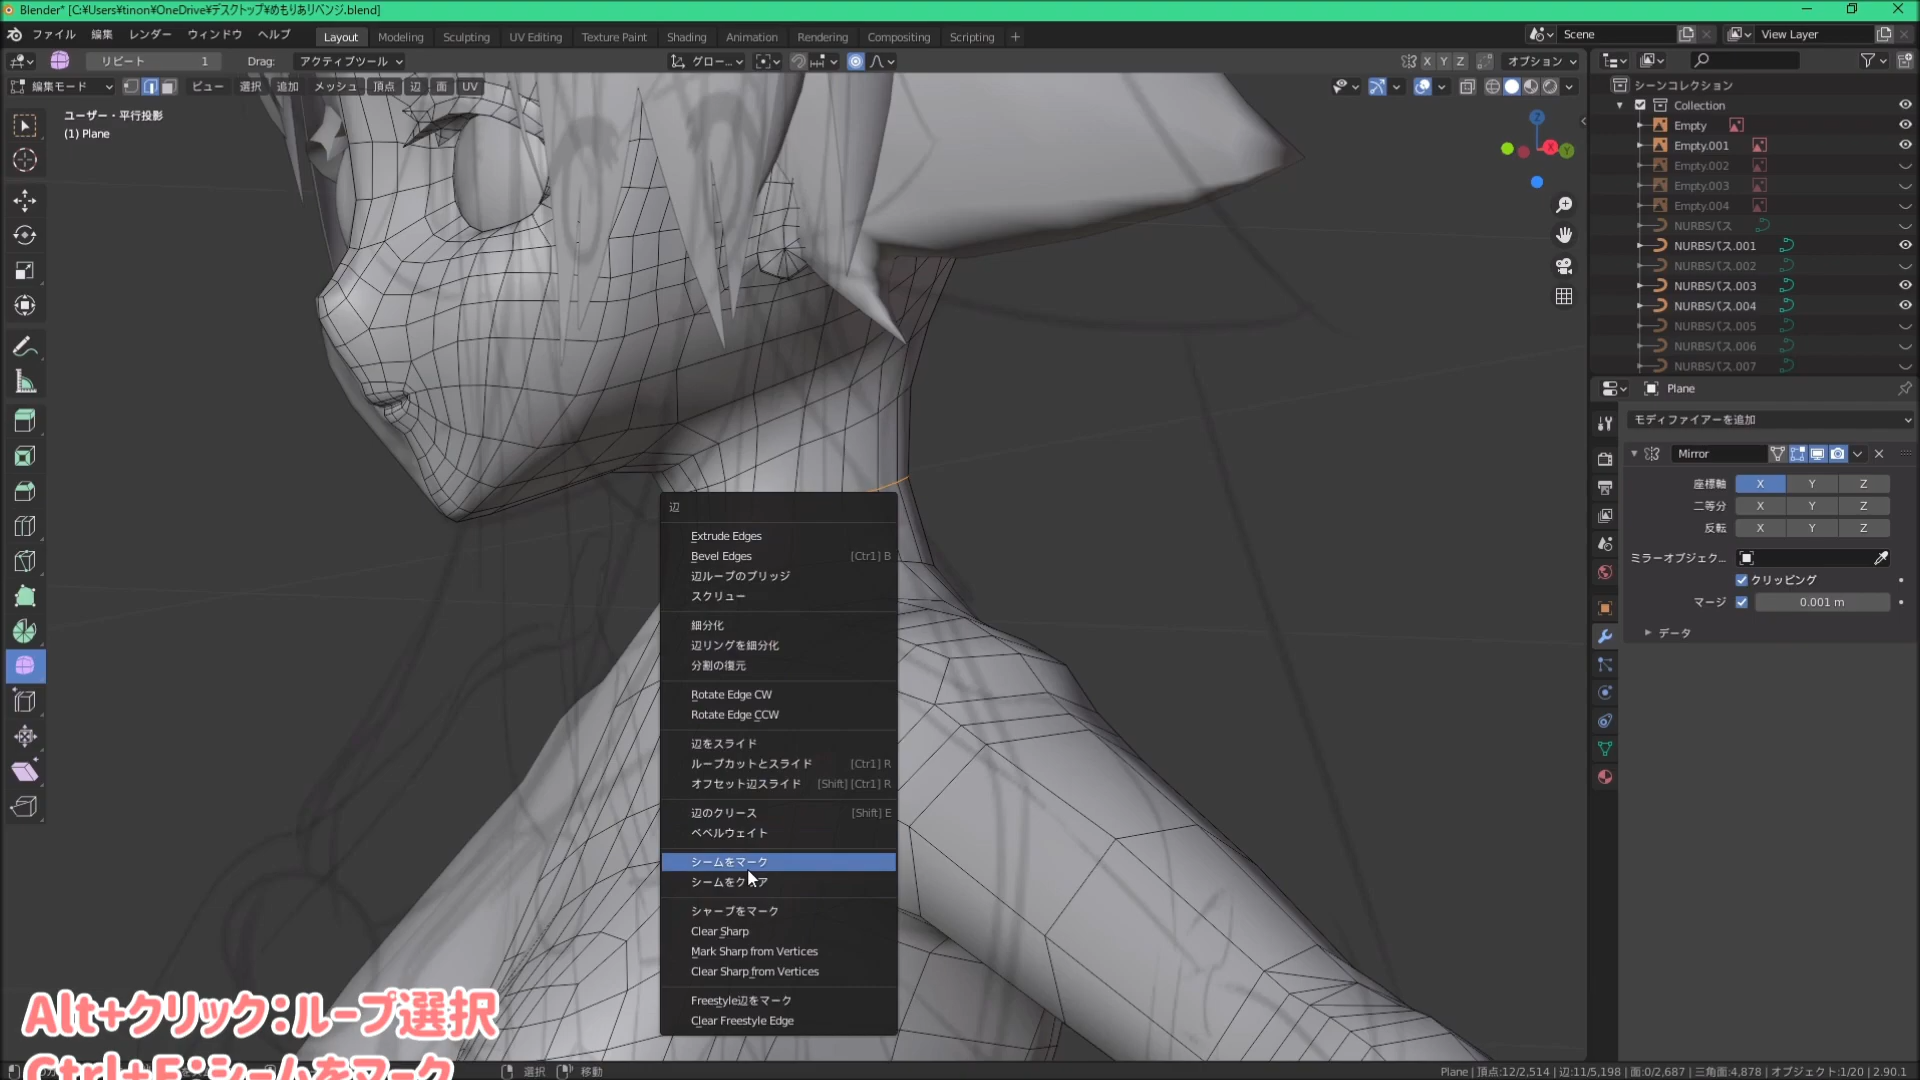 Blender* [C:¥Users¥tinon¥OneDrive¥デスクトップ¥めもりありベンジ.blend]
ファイル 編集 レンダー ウィンドウ ヘルプ Layout Modeling Sculpting UV Editing Texture Paint Shading Animation Rendering Compositing Scripting + Scene View Layer
リピート 1 Drag: アクティブツール グロー... X Y Z オプション
編集モード ビュー 選択 追加 メッシュ 頂点 辺 面 UV
ユーザー・平行投影
(1) Plane
シーンコレクション
Collection
Empty
Empty.001
Empty.002
Empty.003
Empty.004
NURBSパス
NURBSパス.001
NURBSパス.002
NURBSパス.003
NURBSパス.004
NURBSパス.005
NURBSパス.006
NURBSパス.007
Plane
モディファイアーを追加
Mirror
座標軸 X Y Z
二等分 X Y Z
反転 X Y Z
ミラーオブジェク...
クリッピング
マージ 0.001 m
データ
辺
Extrude Edges
Bevel Edges [Ctrl] B
辺ループのブリッジ
スクリュー
細分化
辺リングを細分化
分割の復元
Rotate Edge CW
Rotate Edge CCW
辺をスライド
ループカットとスライド [Ctrl] R
オフセット辺スライド [Shift] [Ctrl] R
辺のクリース [Shift] E
ベベルウェイト
シームをマーク
シームをクリア
シャープをマーク
Clear Sharp
Mark Sharp from Vertices
Clear Sharp from Vertices
Freestyle辺をマーク
Clear Freestyle Edge
Alt+クリック:ループ選択
Ctrl+E:シームをマーク
選択 移動
Plane | 頂点:12/2,514 | 辺:11/5,198 | 面:0/2,687 | 三角面:4,878 | オブジェクト:1/20 | 2.90.1